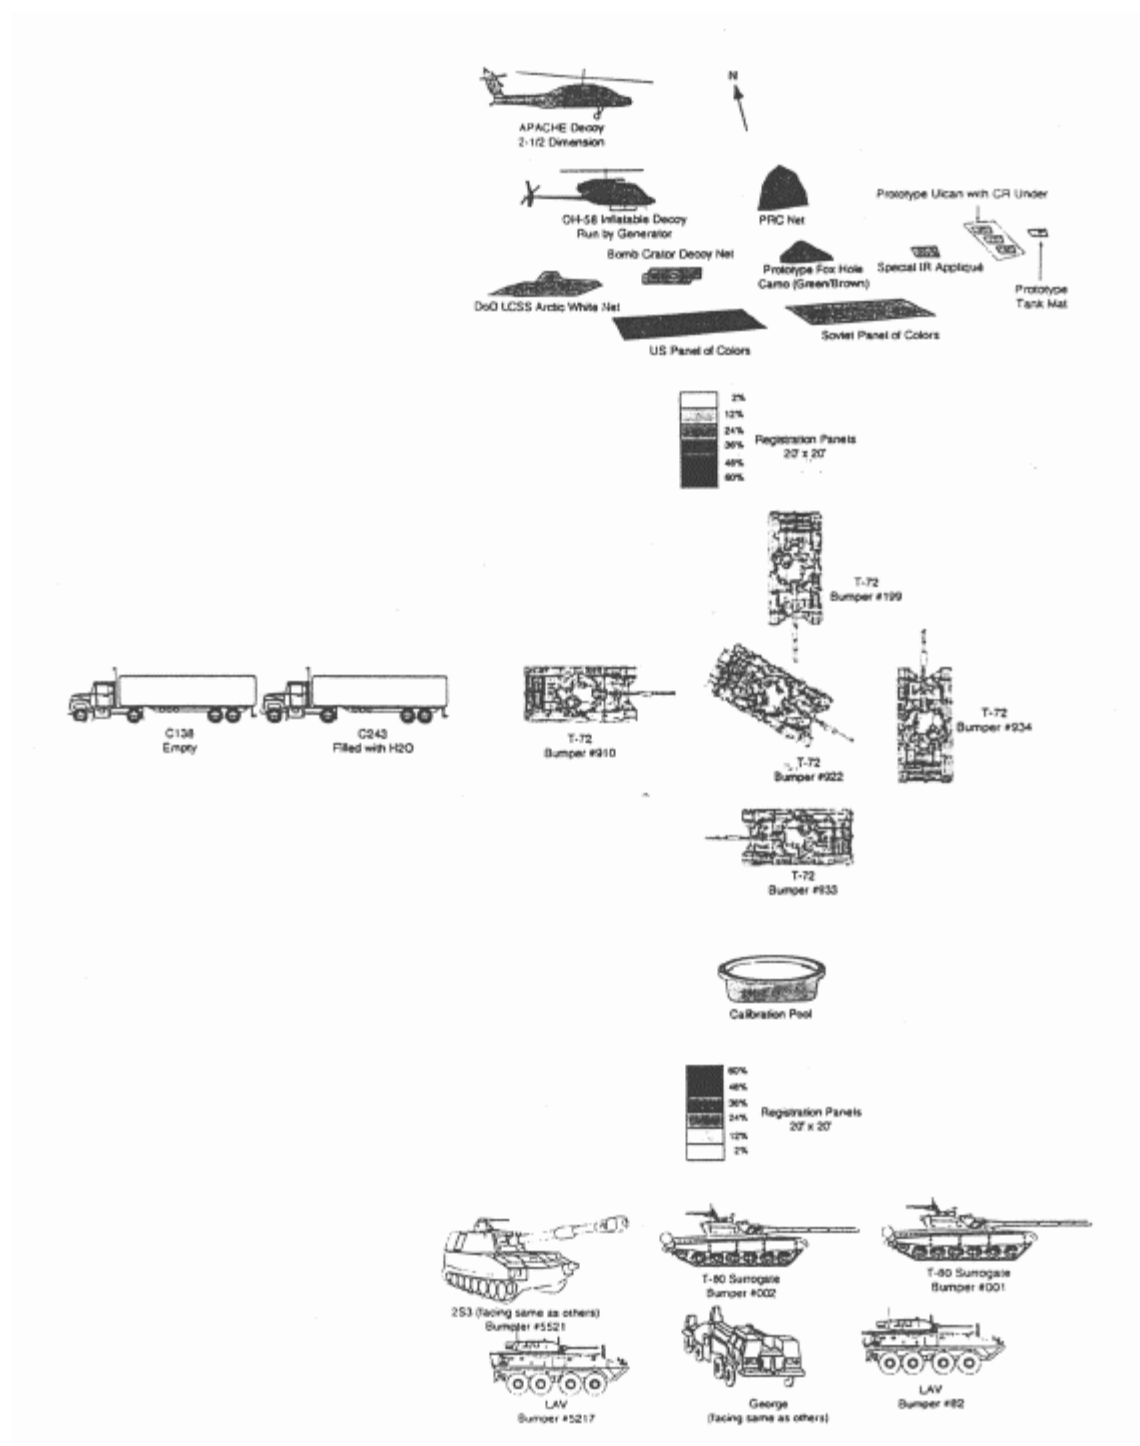 N
APACHE Decoy
2-1/2 Dimension
OH-58 Inflatable Decoy
Run by Generator
PRC Net
Prototype Ulcan with CR Under
Bomb Crator Decoy Net
Prototype Fox Hole
Camo (Green/Brown)
Special IR Appliqué
Prototype
Tank Mat
DoD LCSS Arctic White Net
US Panel of Colors
Soviet Panel of Colors
2%
12%
24%
36%
48%
60%
Registration Panels
20' x 20'
T-72
Bumper #199
C138
Empty
C243
Filled with H2O
T-72
Bumper #910
T-72
Bumper #922
T-72
Bumper #934
T-72
Bumper #933
Calibration Pool
60%
48%
36%
24%
12%
2%
Registration Panels
20' x 20'
2S3 (facing same as others)
Bumpter #5521
T-80 Surrogate
Bumper #002
T-80 Surrogate
Bumper #001
LAV
Bumper #5217
George
(facing same as others)
LAV
Bumper #82